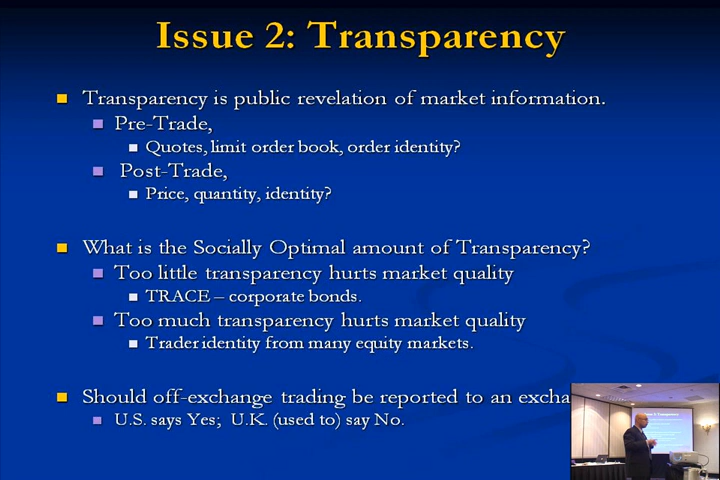 Issue 2: Transparency
Transparency is public revelation of market information.
Pre-Trade,
Quotes, limit order book, order identity?
Post-Trade,
Price, quantity, identity?
What is the Socially Optimal amount of Transparency?
Too little transparency hurts market quality
TRACE – corporate bonds.
Too much transparency hurts market quality
Trader identity from many equity markets.
Should off-exchange trading be reported to an
U.S. says Yes; U.K. (used to) say No.